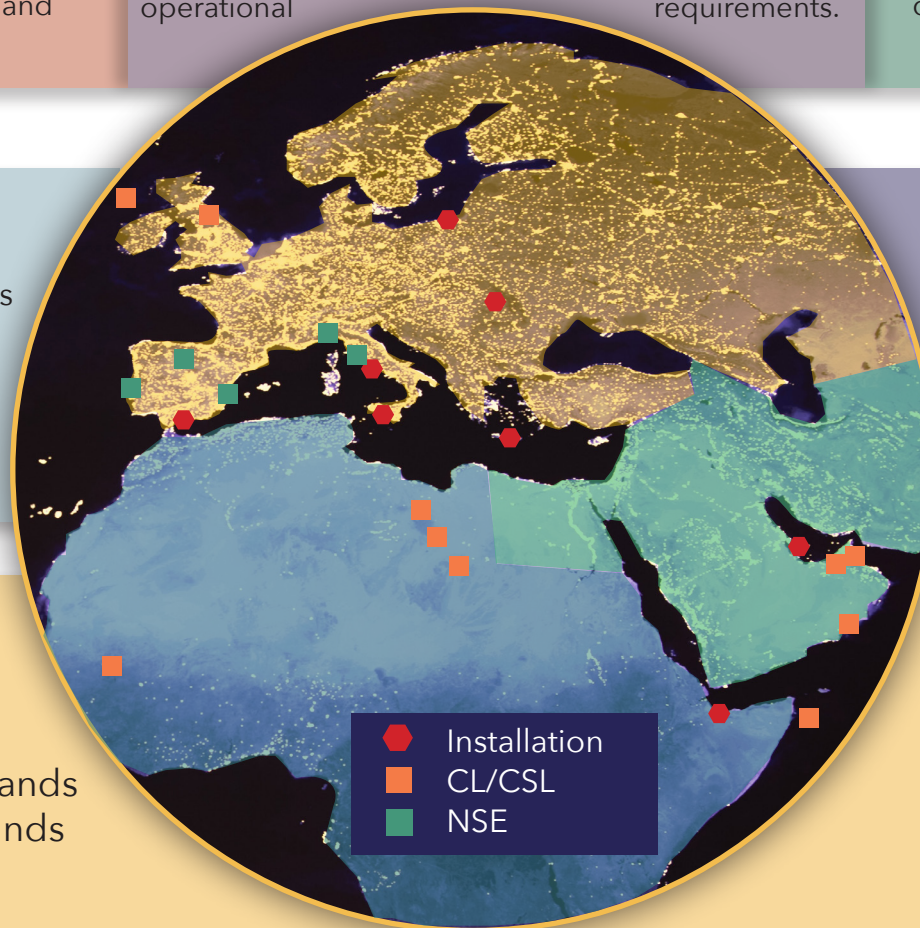 and
operational requirements.
s
ands
nds
Installation
CL/CSL
NSE